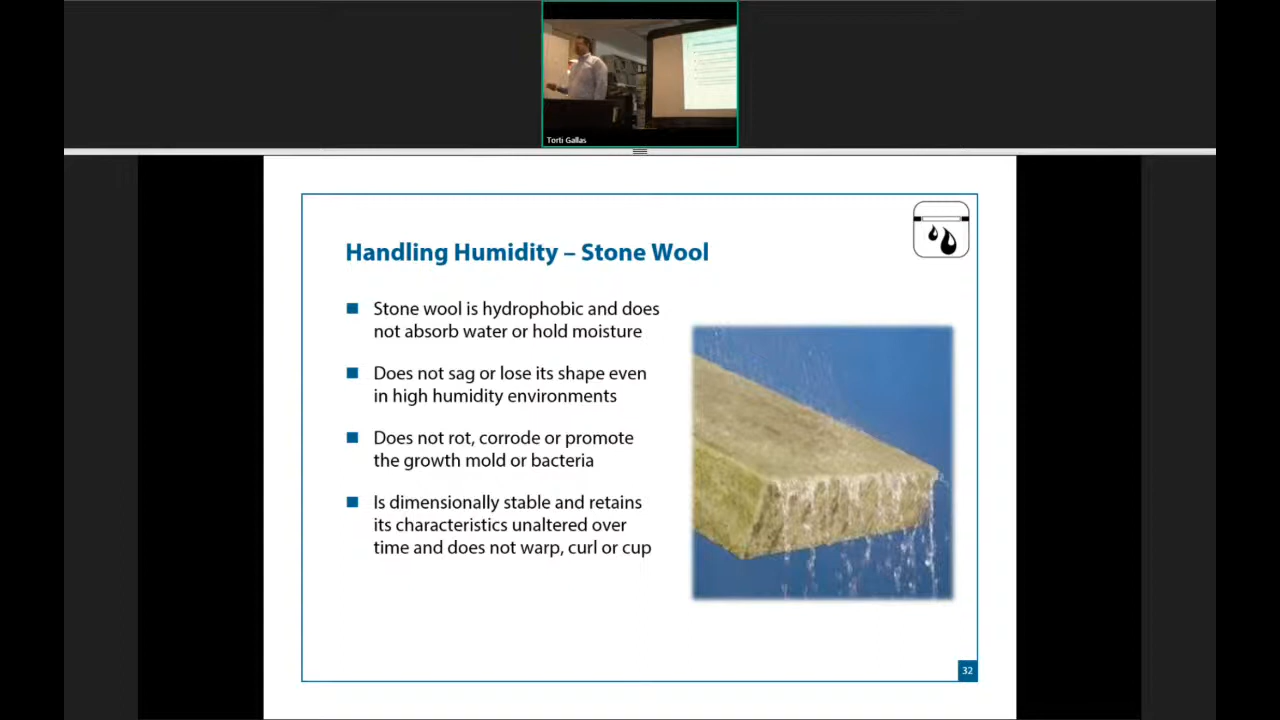 Torti Gallas
Handling Humidity – Stone Wool
Stone wool is hydrophobic and does
not absorb water or hold moisture
Does not sag or lose its shape even
in high humidity environments
Does not rot, corrode or promote
the growth mold or bacteria
Is dimensionally stable and retains
its characteristics unaltered over
time and does not warp, curl or cup
32